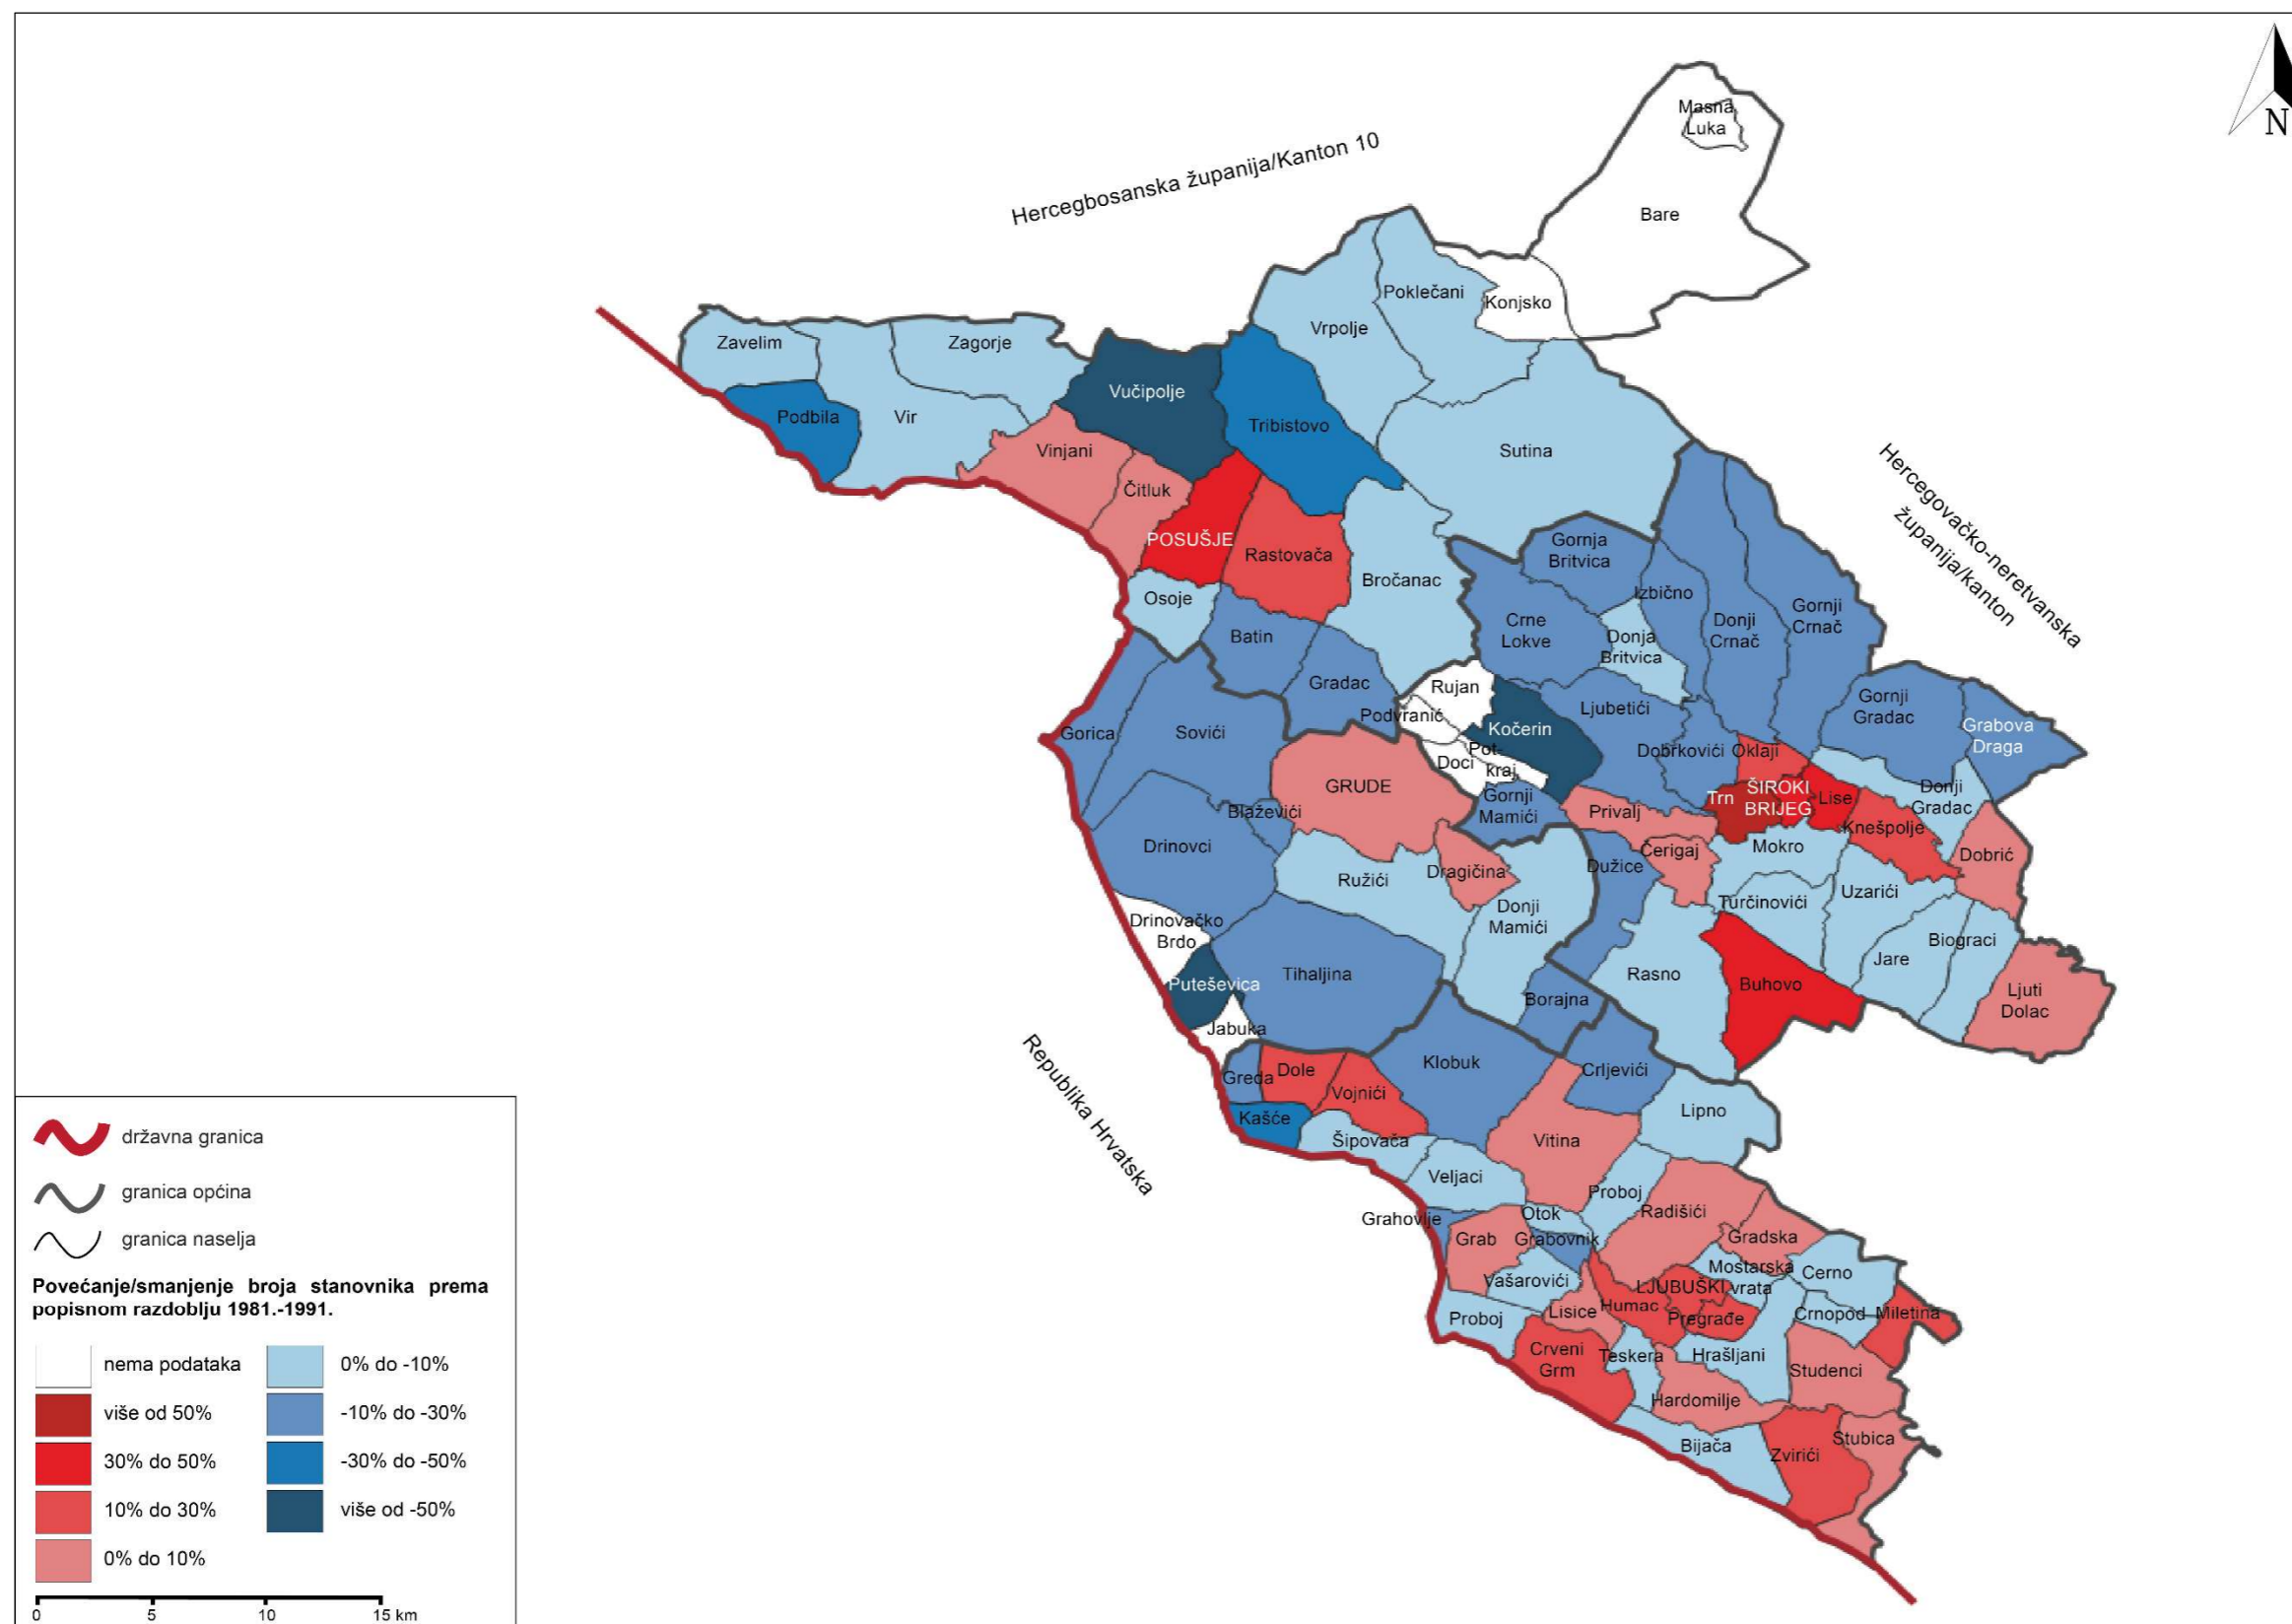 Masna
Luka
N
Hercegbosanska županija/Kanton 10
Bare
Poklečani
Konjsko
Vrpolje
Zavelim
Zagorje
Vučipolje
Podbila
Vir
Tribistovo
Vinjani
Sutina
Hercegovačko-neretvanska
županija/kanton
Čitluk
POSUŠJE
Rastovača
Gornja
Britvica
Bročanac
Izbično
Osoje
Gornji
Crnač
Crne
Lokve
Donji
Crnač
Batin
Donja
Britvica
Gradac
Rujan
Podvranić
Ljubetići
Gornji
Gradac
Grabova
Draga
Gorica
Sovići
Kočerin
Dobrkovići
Oklaji
Doci
Pot-
kraj
GRUDE
Gornji
Mamići
Trn
ŠIROKI
BRIJEG
Lise
Donji
Gradac
Blaževići
Privalj
Knešpolje
Drinovci
Mokro
Čerigaj
Dobrić
Ružići
Dragičina
Dužice
Uzarići
Turčinovići
Donji
Mamići
Drinovačko
Brdo
Biograci
Jare
Tihaljina
Rasno
Puteševica
Buhovo
Borajna
Ljuti
Dolac
Jabuka
Republika Hrvatska
Klobuk
Crljevići
Greda
Dole
Vojnići
Kašće
Lipno
Šipovača
Vitina
Veljaci
Proboj
Grahovlje
Otok
Radišići
Grab
Grabovnik
Gradska
Vašarovići
Mostarska
vrata
Cerno
LJUBUŠKI
Lisice
Humac
Proboj
Pregrađe
Crnopod
Miletina
Crveni
Grm
Teskera
Hrašljani
Studenci
Hardomilje
Bijača
Zvirići
Stubica
državna granica
granica općina
granica naselja
Povećanje/smanjenje broja stanovnika prema
popisnom razdoblju 1981.-1991.
nema podataka
više od 50%
30% do 50%
10% do 30%
0% do 10%
0% do -10%
-10% do -30%
-30% do -50%
više od -50%
0 5 10 15 km